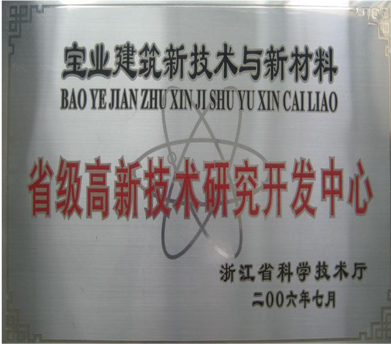 宝业建筑新技术与新材料
BAO YE JIAN ZHU XIN JI SHU YU XIN CAI LIAO
省级高新技术研究开发中心
浙江省科学技术厅
二00六年七月